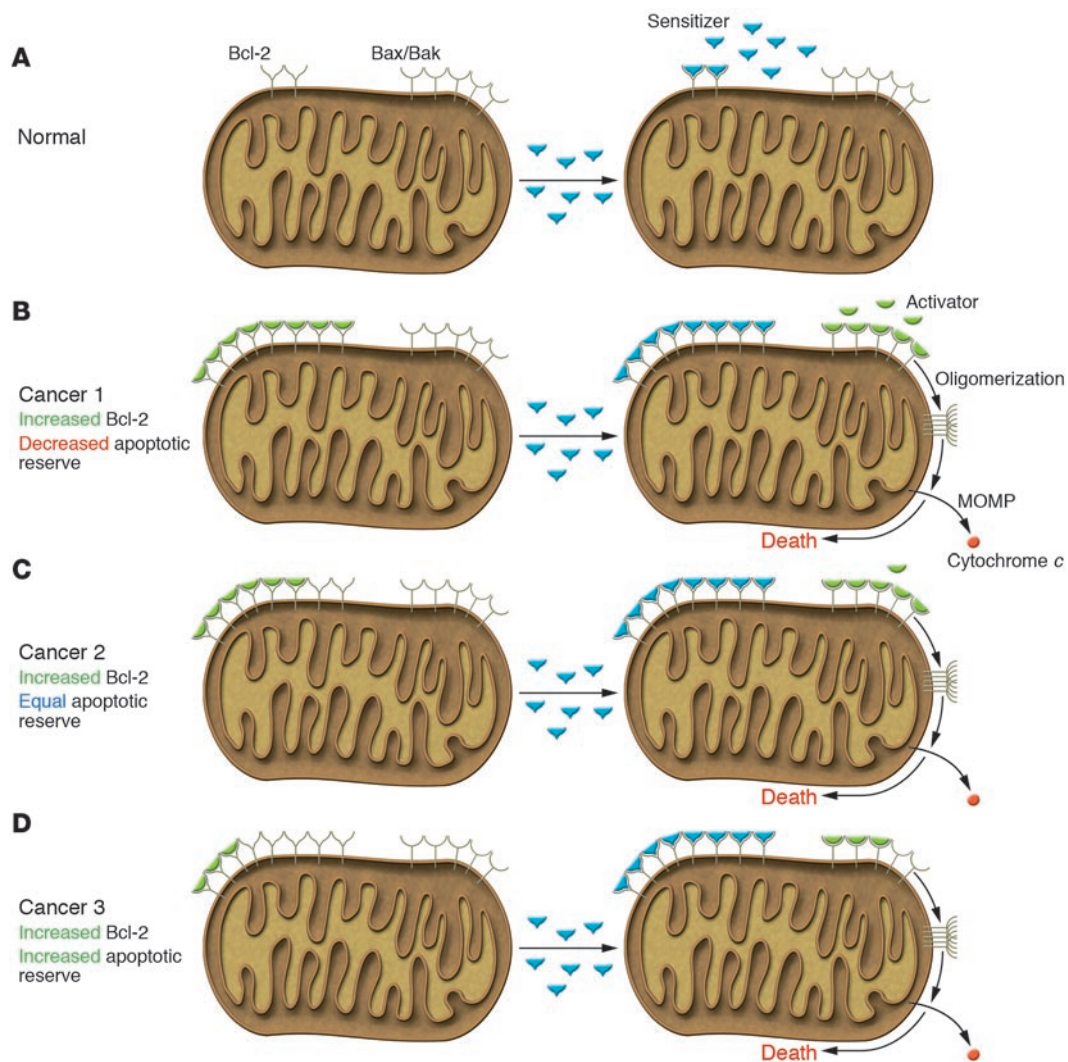 A
Normal
Bcl-2
Bax/Bak
Sensitizer
B
Cancer 1
Increased Bcl-2
Decreased apoptotic
reserve
Activator
Oligomerization
MOMP
Death
Cytochrome c
C
Cancer 2
Increased Bcl-2
Equal apoptotic
reserve
Death
D
Cancer 3
Increased Bcl-2
Increased apoptotic
reserve
Death